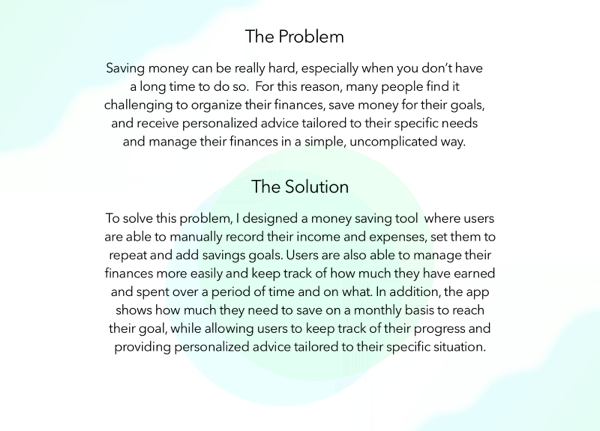 The Problem
Saving money can be really hard, especially when you don't have
a long time to do so. For this reason, many people find it
challenging to organize their finances, save money for their goals,
and receive personalized advice tailored to their specific needs
and manage their finances in a simple, uncomplicated way.
The Solution
To solve this problem, I designed a money saving tool where users
are able to manually record their income and expenses, set them to
repeat and add savings goals. Users are also able to manage their
finances more easily and keep track of how much they have earned
and spent over a period of time and on what. In addition, the app
shows how much they need to save on a monthly basis to reach
their goal, while allowing users to keep track of their progress and
providing personalized advice tailored to their specific situation.